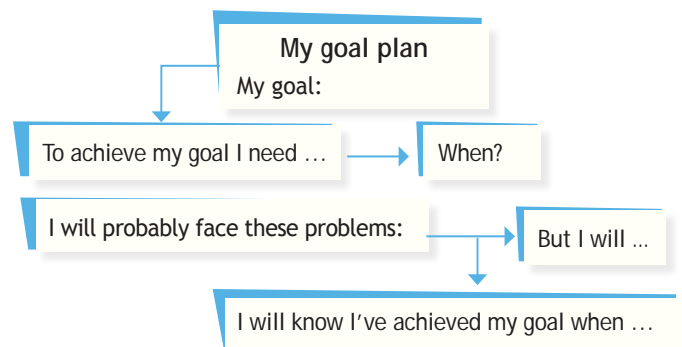 My goal plan
My goal:
To achieve my goal I need …
When?
I will probably face these problems:
But I will ...
I will know I've achieved my goal when …